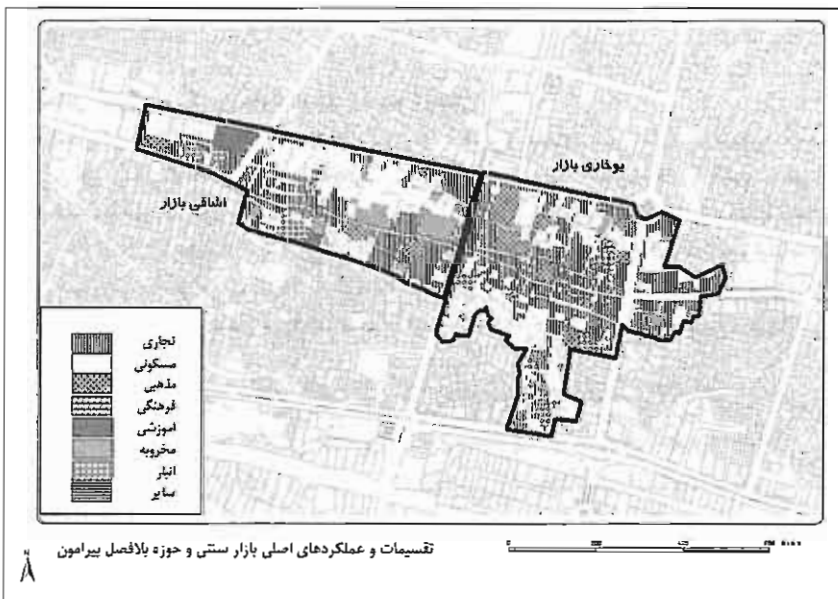 یوخاری بازار
اشاقی بازار
تجاری
مسکونی
مذهبی
فرهنگی
آموزشی
مخروبه
انبار
سایر
تقسیمات و عملکردهای اصلی بازار سنتی و حوزه بلافصل پیرامون
N